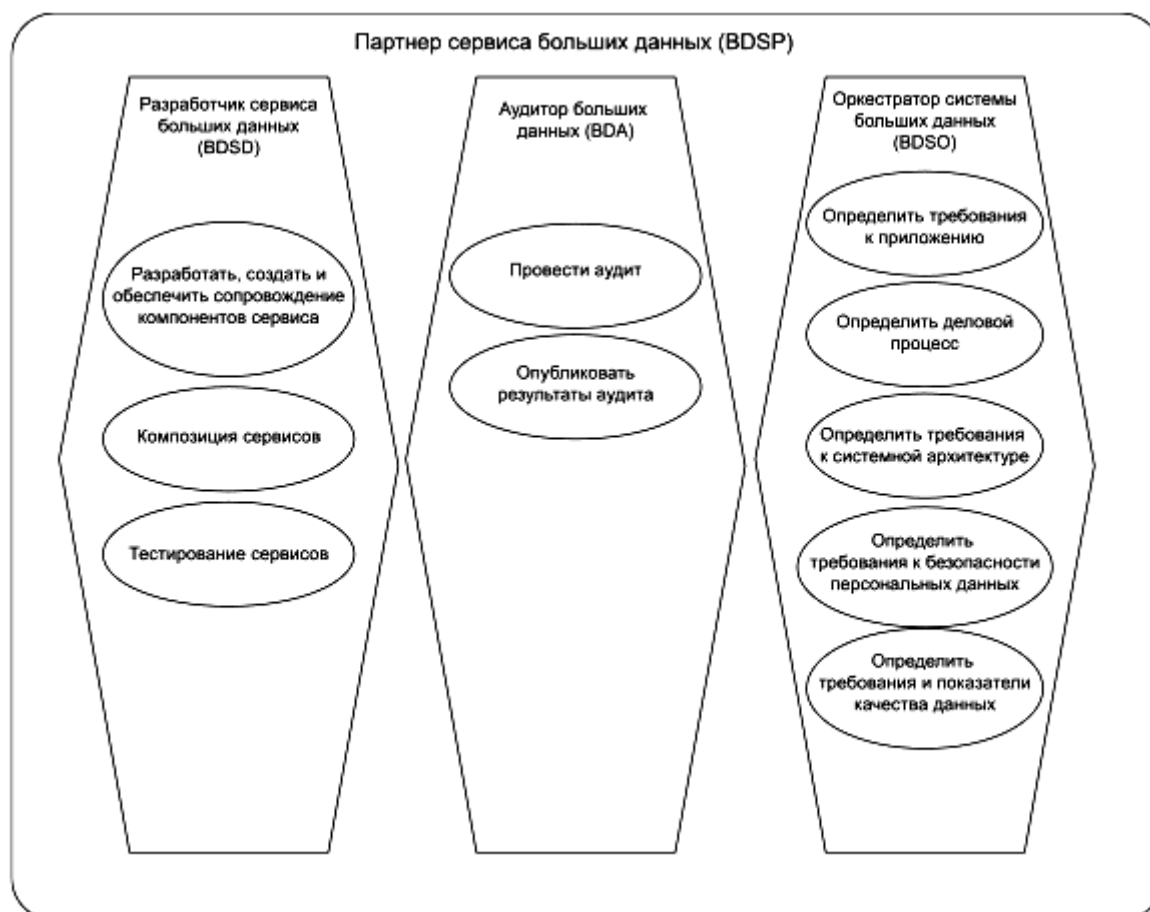 Партнер сервиса больших данных (BDSP)
Разработчик сервиса
больших данных
(BDSD)
Разработать, создать и
обеспечить сопровождение
компонентов сервиса
Композиция сервисов
Тестирование сервисов
Аудитор больших
данных (BDA)
Провести аудит
Опубликовать
результаты аудита
Оркестратор системы
больших данных
(BDSO)
Определить требования
к приложению
Определить деловой
процесс
Определить требования
к системной архитектуре
Определить
требования к безопасности
персональных данных
Определить
требования и показатели
качества данных